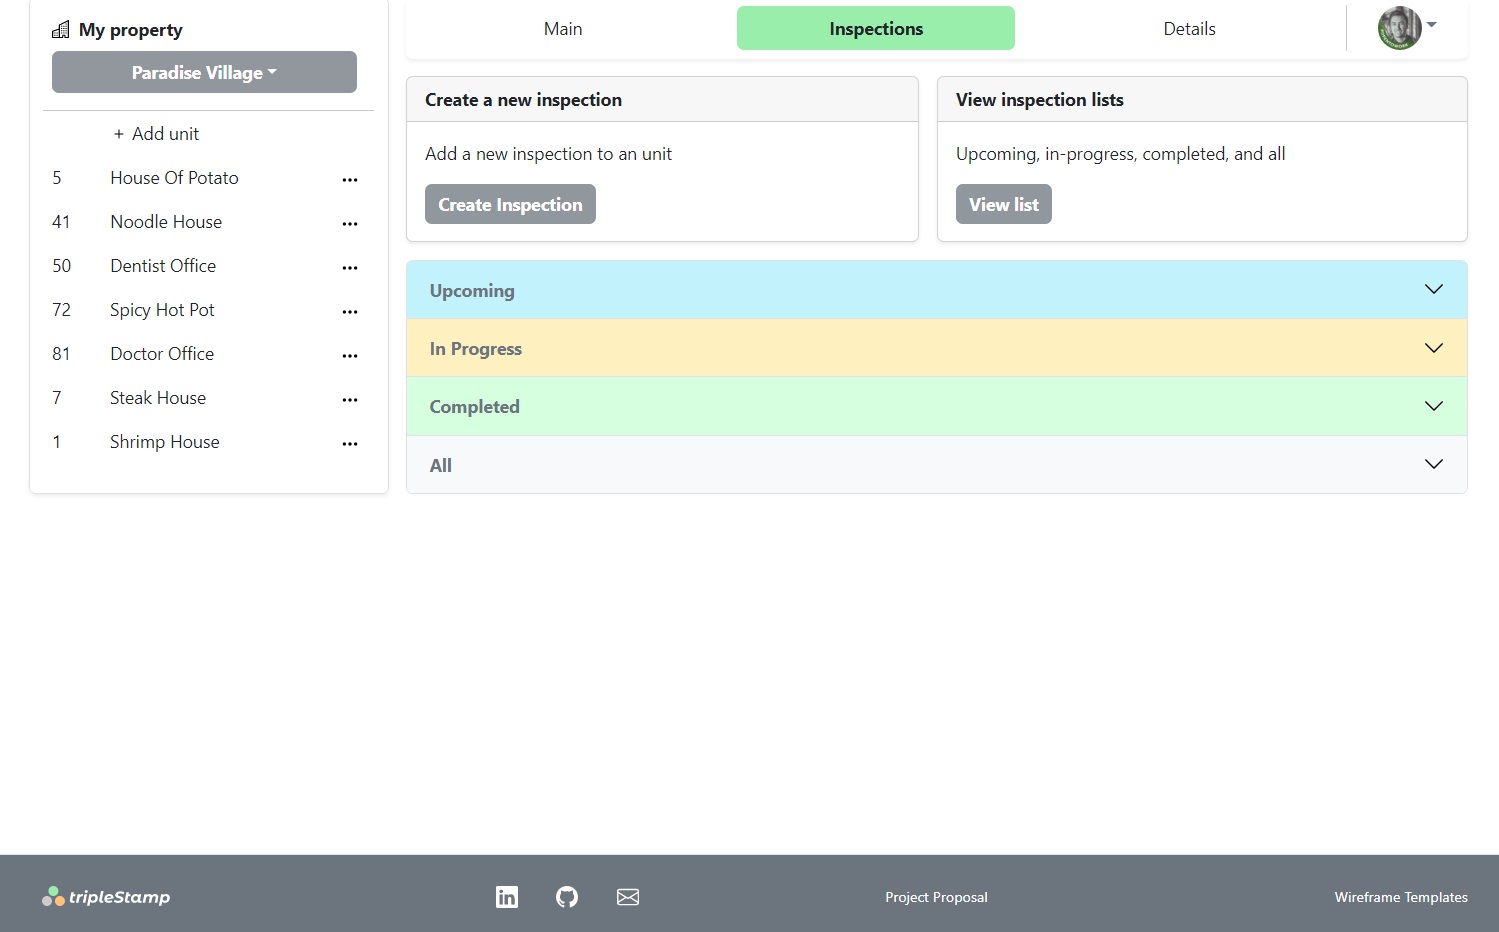 My property
Paradise Village
+ Add unit
5 House Of Potato ...
41 Noodle House ...
50 Dentist Office ...
72 Spicy Hot Pot ...
81 Doctor Office ...
7 Steak House ...
1 Shrimp House ...
Main Inspections Details
Create a new inspection
Add a new inspection to an unit
Create Inspection
View inspection lists
Upcoming, in-progress, completed, and all
View list
Upcoming
In Progress
Completed
All
tripleStamp in Project Proposal Wireframe Templates